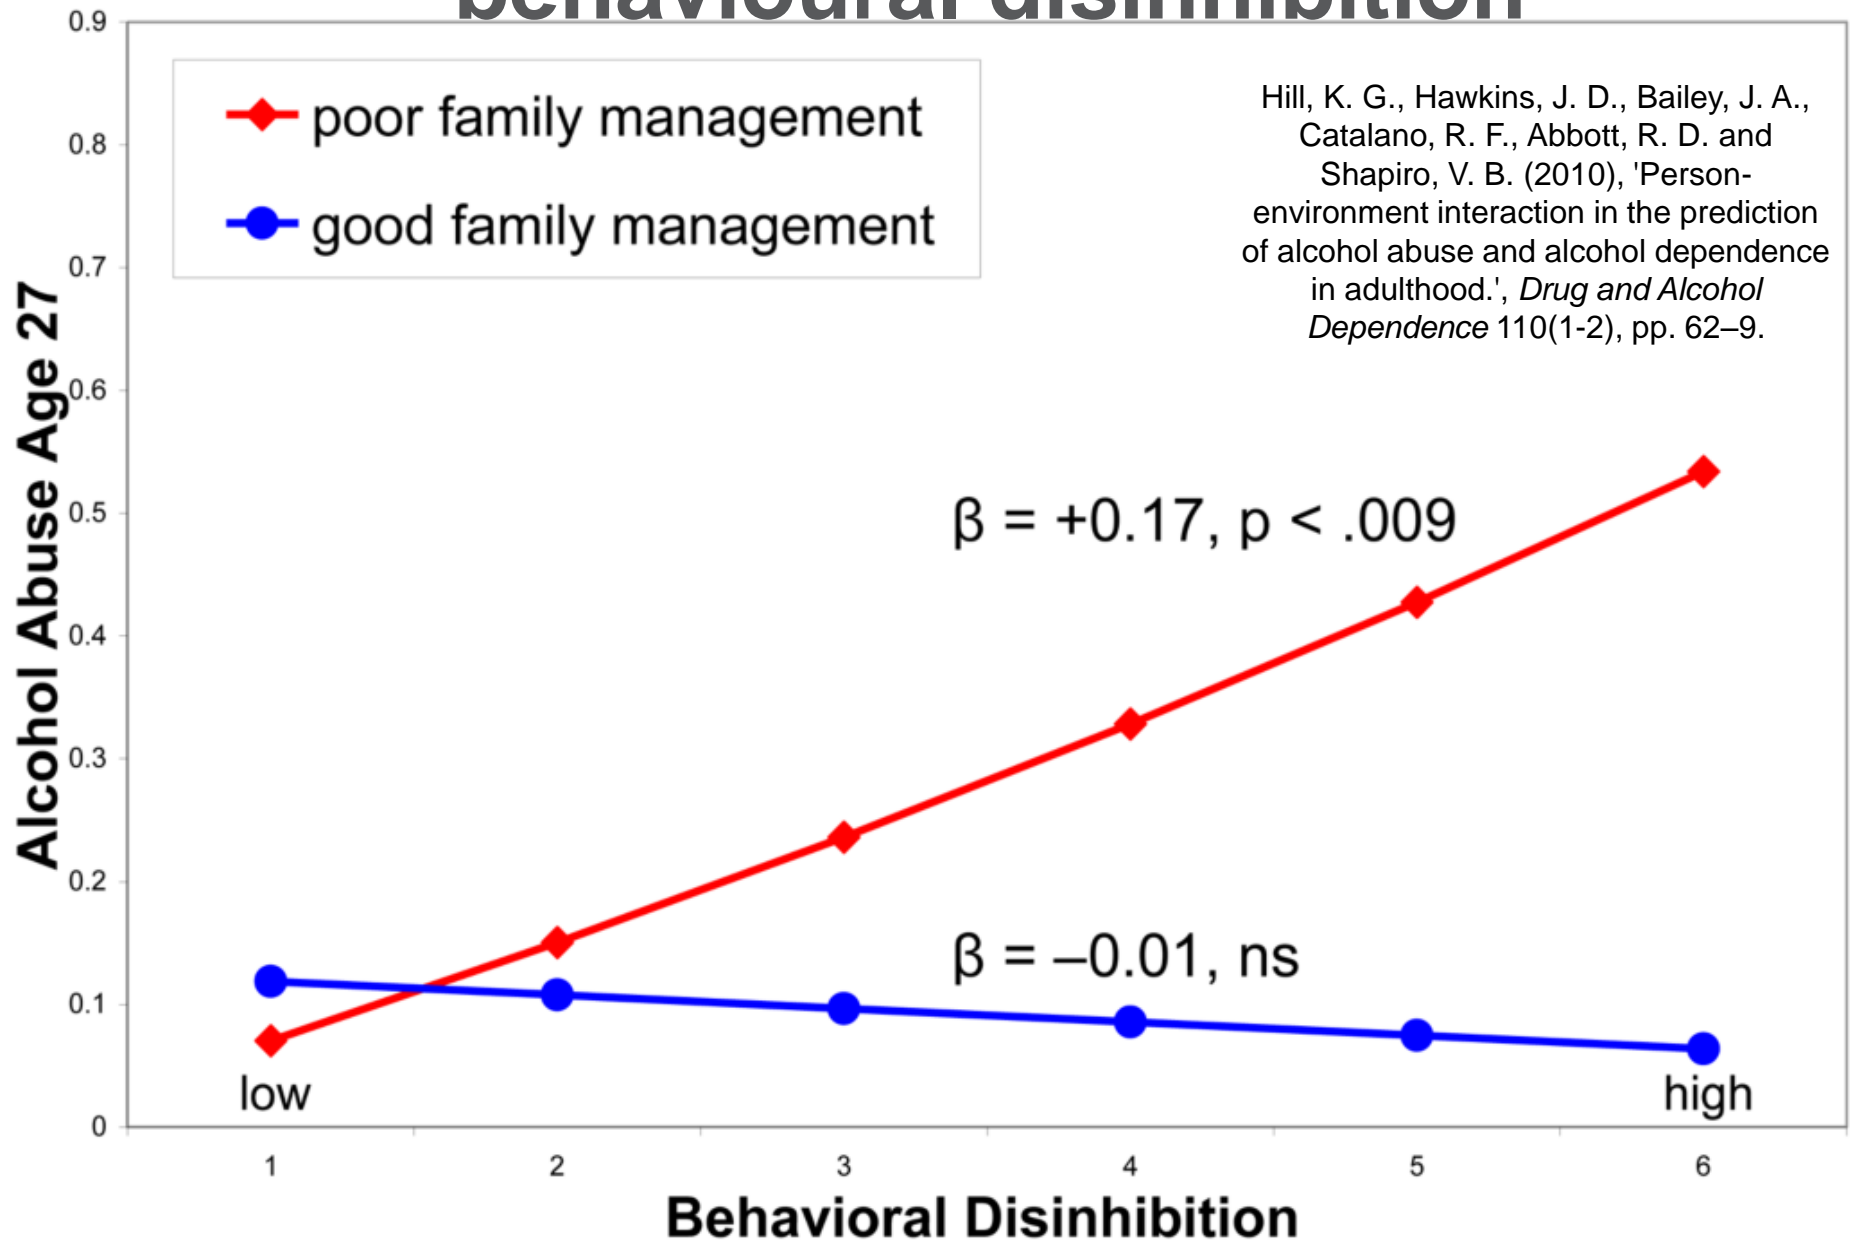 behavioural disinhibition
poor family management
good family management
Hill, K. G., Hawkins, J. D., Bailey, J. A.,
Catalano, R. F., Abbott, R. D. and
Shapiro, V. B. (2010), 'Person-
environment interaction in the prediction
of alcohol abuse and alcohol dependence
in adulthood.', Drug and Alcohol
Dependence 110(1-2), pp. 62–9.
Alcohol Abuse Age 27
0.9
0.8
0.7
0.6
0.5
0.4
0.3
0.2
0.1
0
β = +0.17, p < .009
β = –0.01, ns
low
high
1 2 3 4 5 6
Behavioral Disinhibition